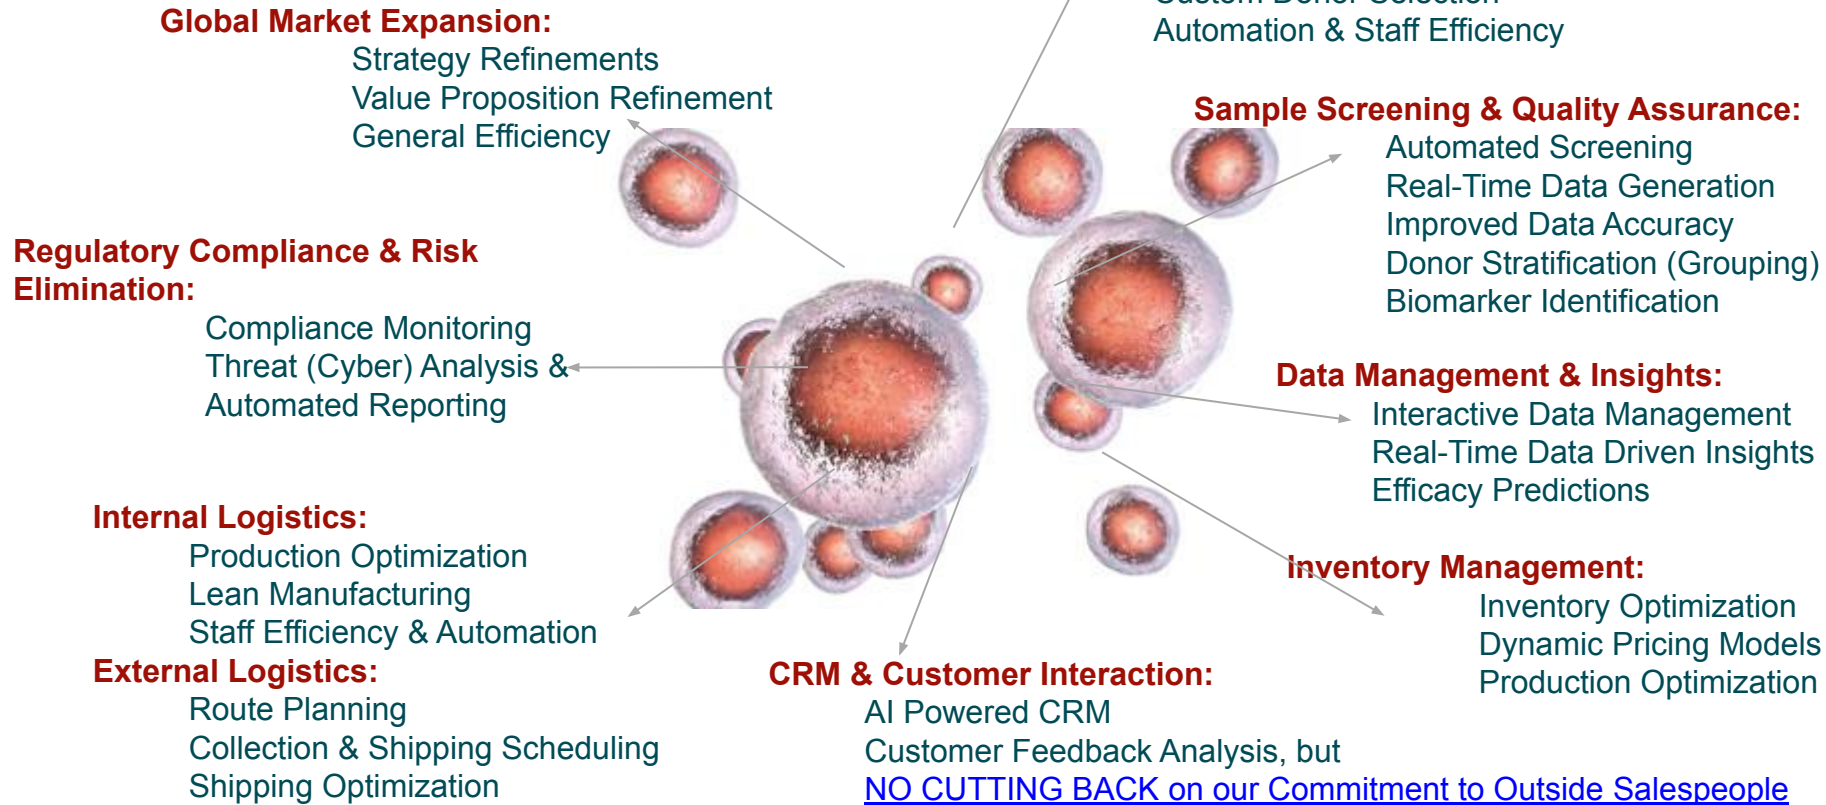 Global Market Expansion:
Strategy Refinements
Value Proposition Refinement
General Efficiency
Custom Donor Selection
Automation & Staff Efficiency
Sample Screening & Quality Assurance:
Automated Screening
Real-Time Data Generation
Improved Data Accuracy
Donor Stratification (Grouping)
Biomarker Identification
Regulatory Compliance & Risk
Elimination:
Compliance Monitoring
Threat (Cyber) Analysis &
Automated Reporting
Data Management & Insights:
Interactive Data Management
Real-Time Data Driven Insights
Efficacy Predictions
Internal Logistics:
Production Optimization
Lean Manufacturing
Staff Efficiency & Automation
External Logistics:
Route Planning
Collection & Shipping Scheduling
Shipping Optimization
Inventory Management:
Inventory Optimization
Dynamic Pricing Models
Production Optimization
CRM & Customer Interaction:
AI Powered CRM
Customer Feedback Analysis, but
NO CUTTING BACK on our Commitment to Outside Salespeople